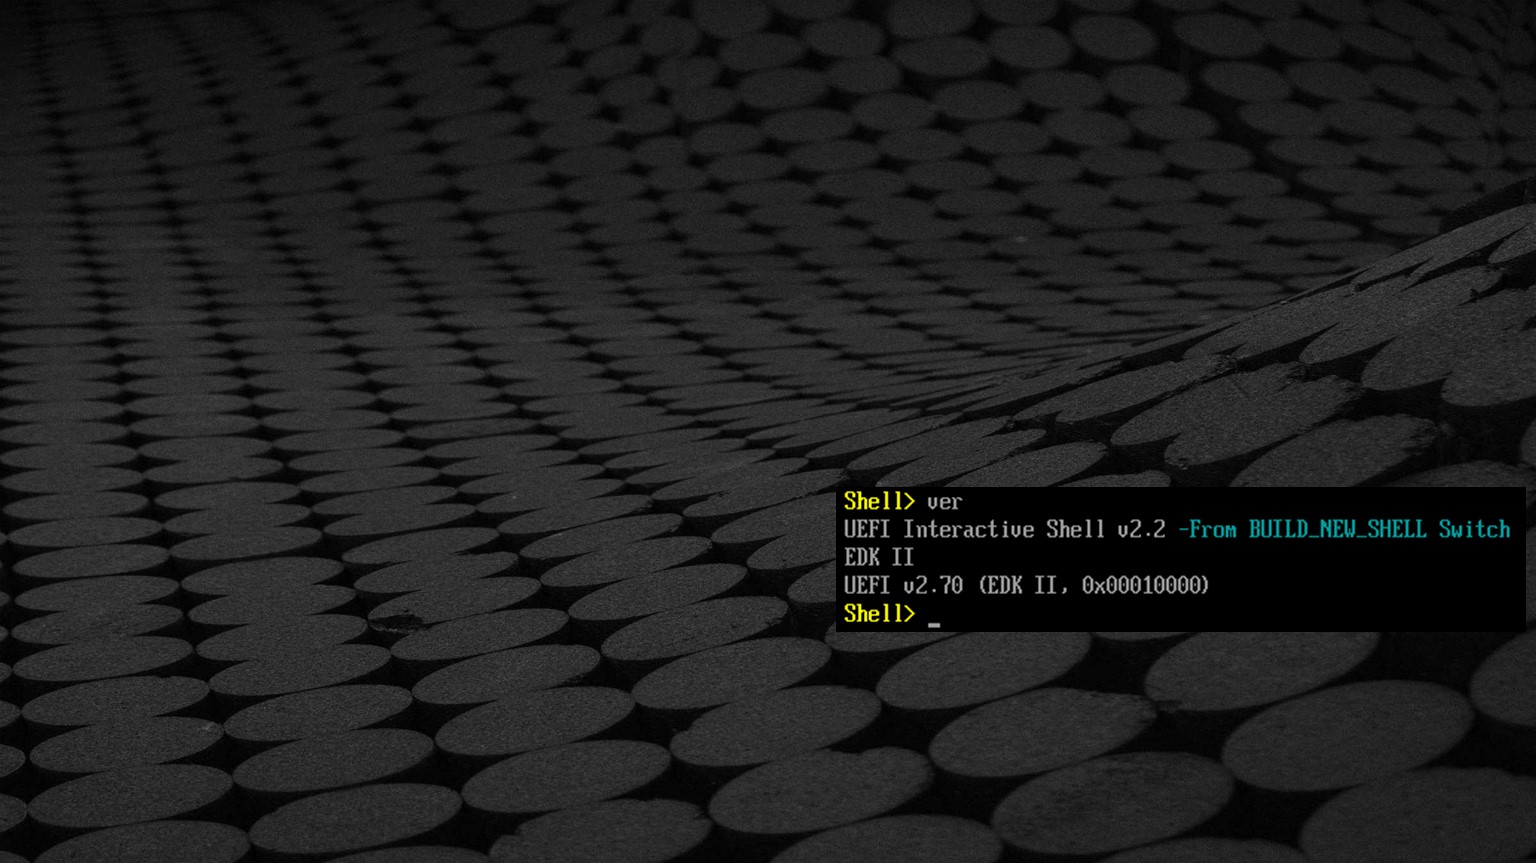 Shell> ver
UEFI Interactive Shell v2.2 -From BUILD_NEW_SHELL Switch
EDK II
UEFI v2.70 (EDK II, 0x00010000)
Shell> _